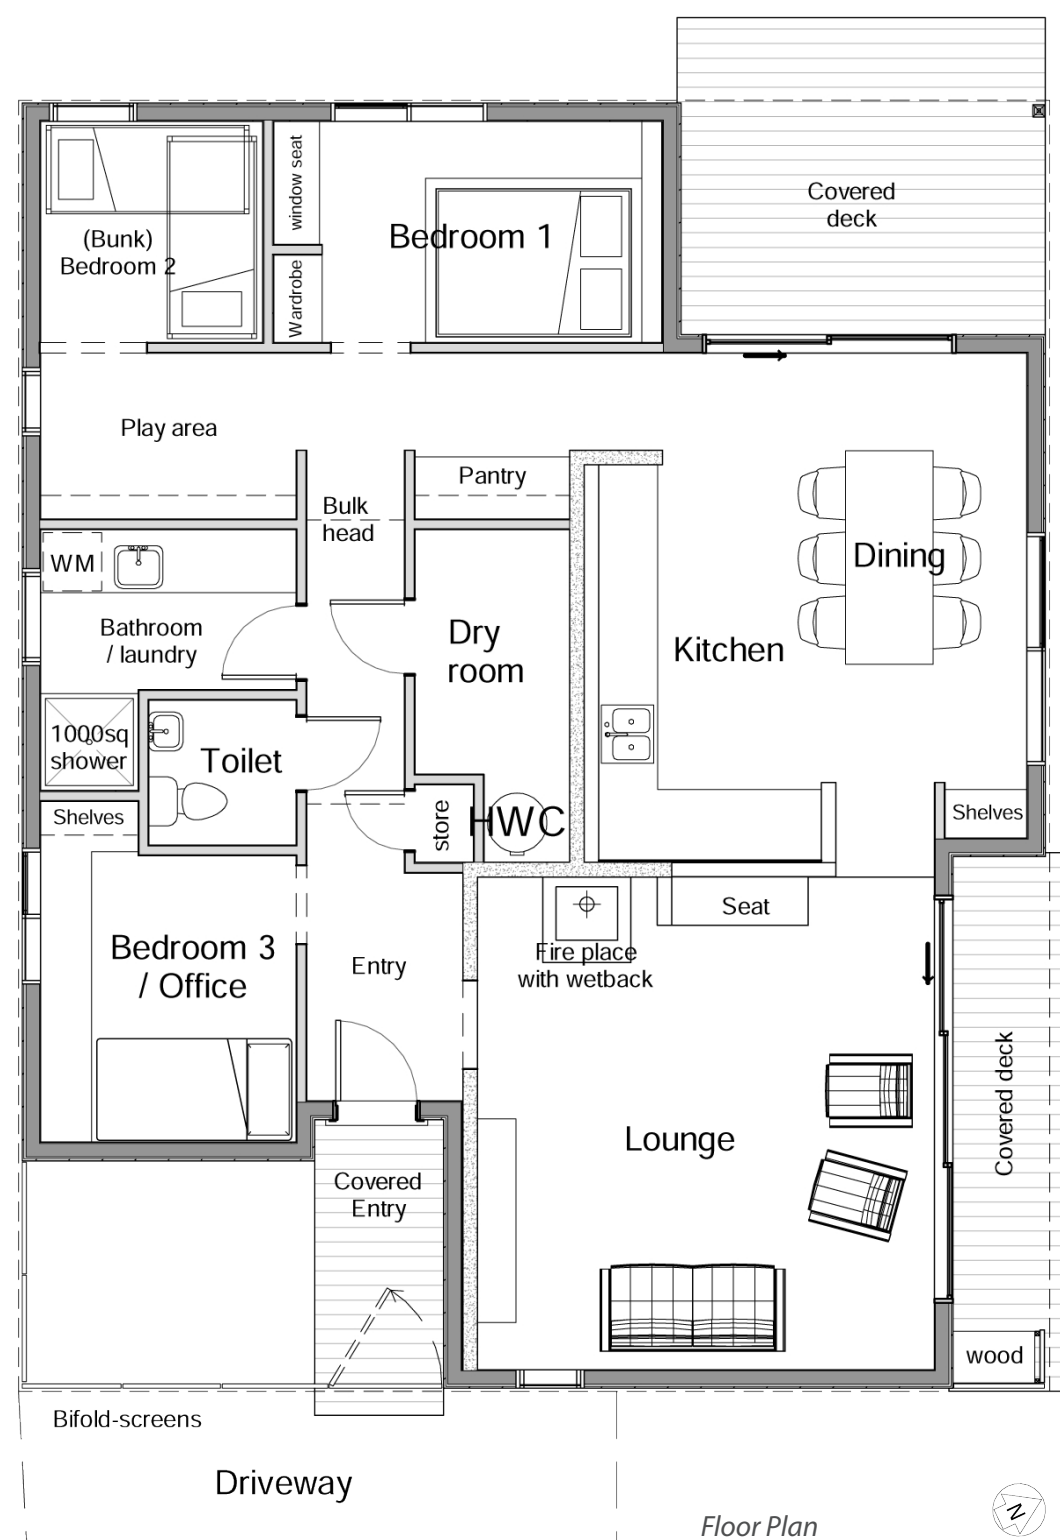 Covered
deck
window seat
Bedroom 1
(Bunk)
Bedroom 2
Wardrobe
Play area
Pantry
Bulk
head
WM
Dining
Bathroom
/ laundry
Dry
room
Kitchen
1000sq
shower
Toilet
Shelves
store
HWC
Shelves
Seat
Bedroom 3
/ Office
Entry
Fire place
with wetback
Covered deck
Lounge
Covered
Entry
wood
Bifold-screens
Driveway
Floor Plan
N